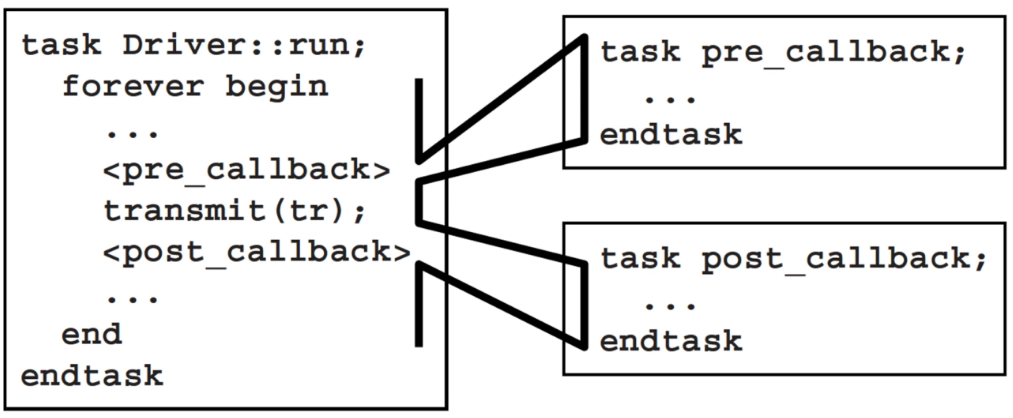 task Driver::run;
forever begin
...
<pre_callback>
transmit(tr);
<post_callback>
...
end
endtask
task pre_callback;
...
endtask
task post_callback;
...
endtask